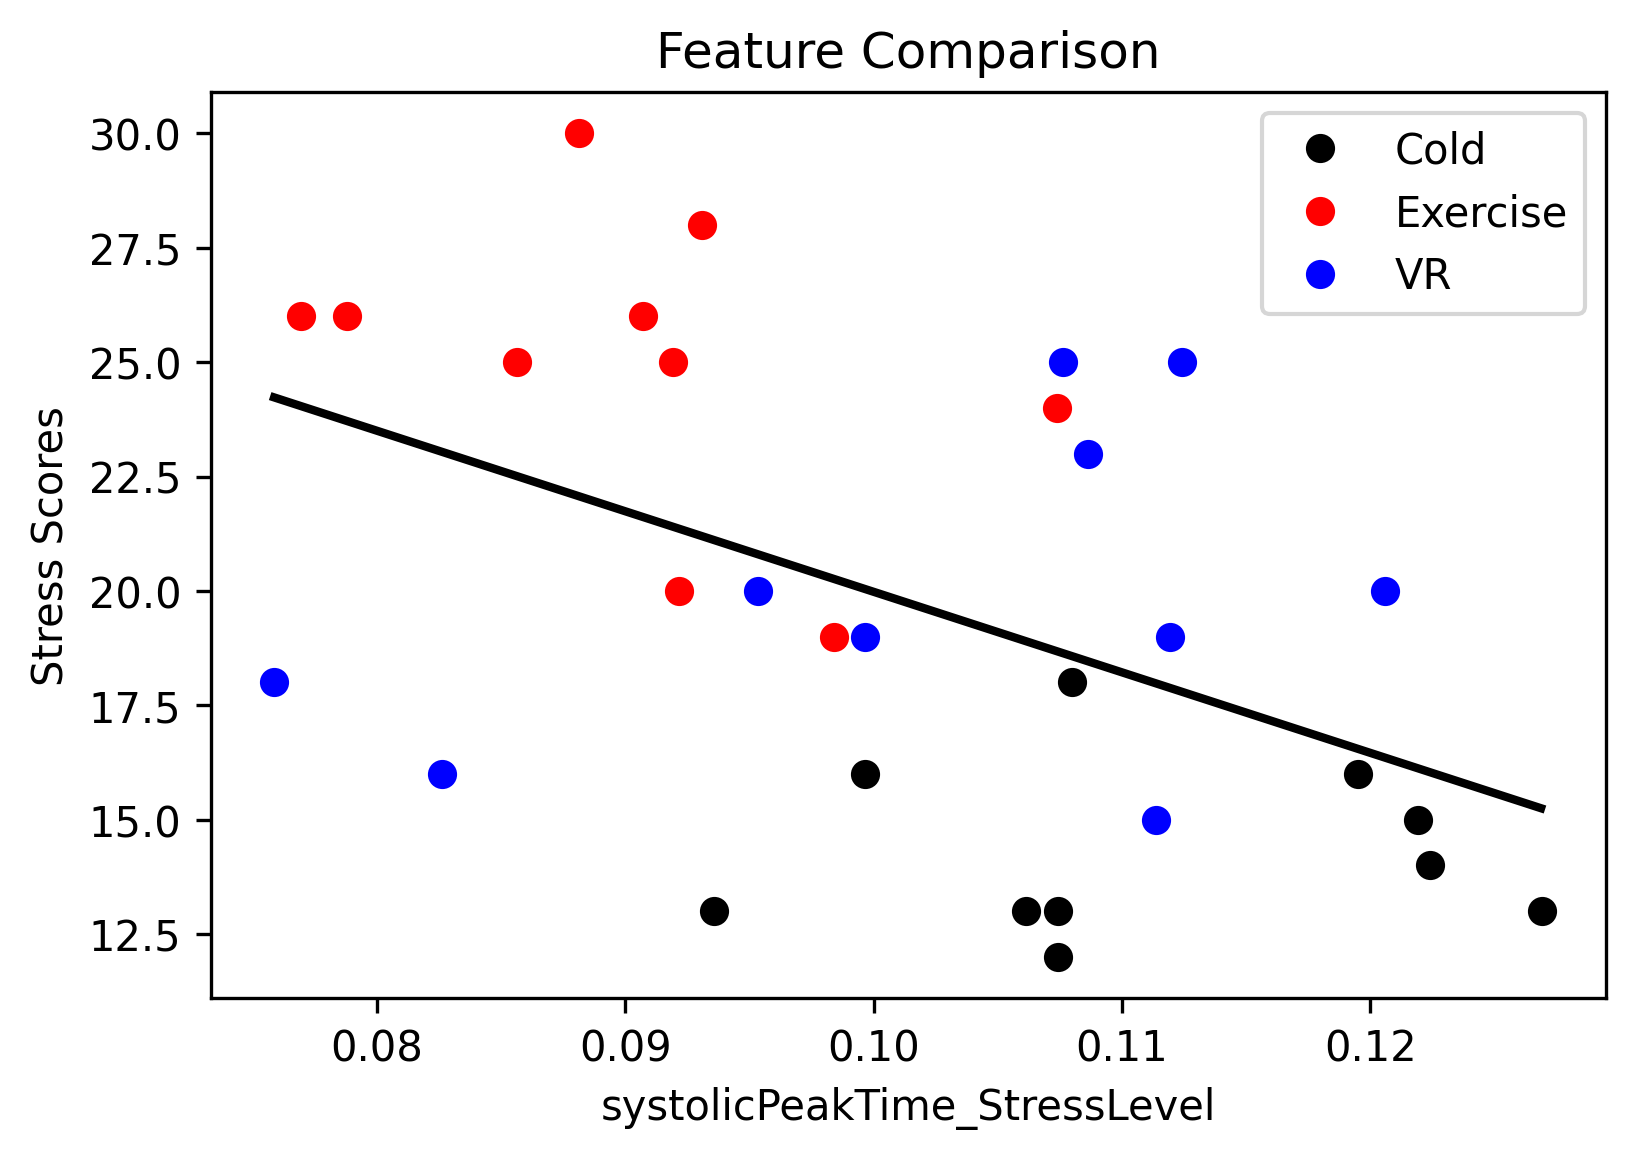 Feature Comparison
30.0
27.5
25.0
22.5
20.0
17.5
15.0
12.5
Stress Scores
Cold
Exercise
VR
0.08 0.09 0.10 0.11 0.12
systolicPeakTime_StressLevel